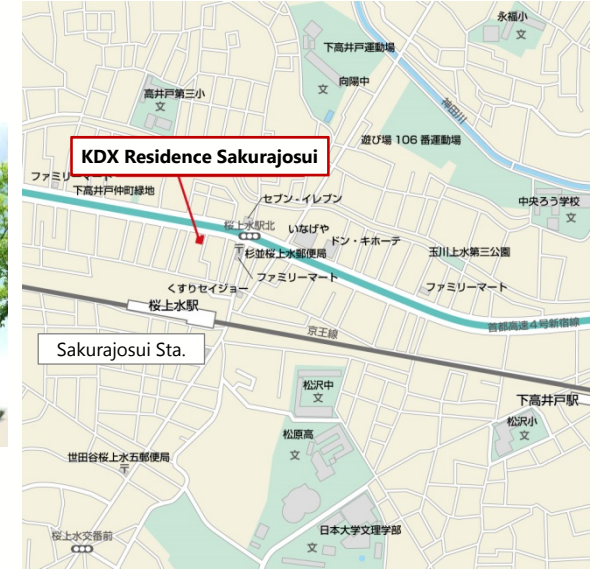 永福小
文
下高井戸運動場
向陽中
文
高井戸第三小
文
神田川
遊び場 106 番運動場
KDX Residence Sakurajosui
ファミリーマート
下高井戸仲町緑地
セブン‐イレブン
中央ろう学校
文
桜上水駅北
いなげや
ドン・キホーテ
杉並桜上水郵便局
玉川上水第三公園
ファミリーマート
ファミリーマート
くすりセイジョー
桜上水駅
首都高速4号新宿線
京王線
Sakurajosui Sta.
松沢中
文
下高井戸駅
松沢小
文
松原高
文
世田谷桜上水五郵便局
日本大学文理学部
文
桜上水交番前